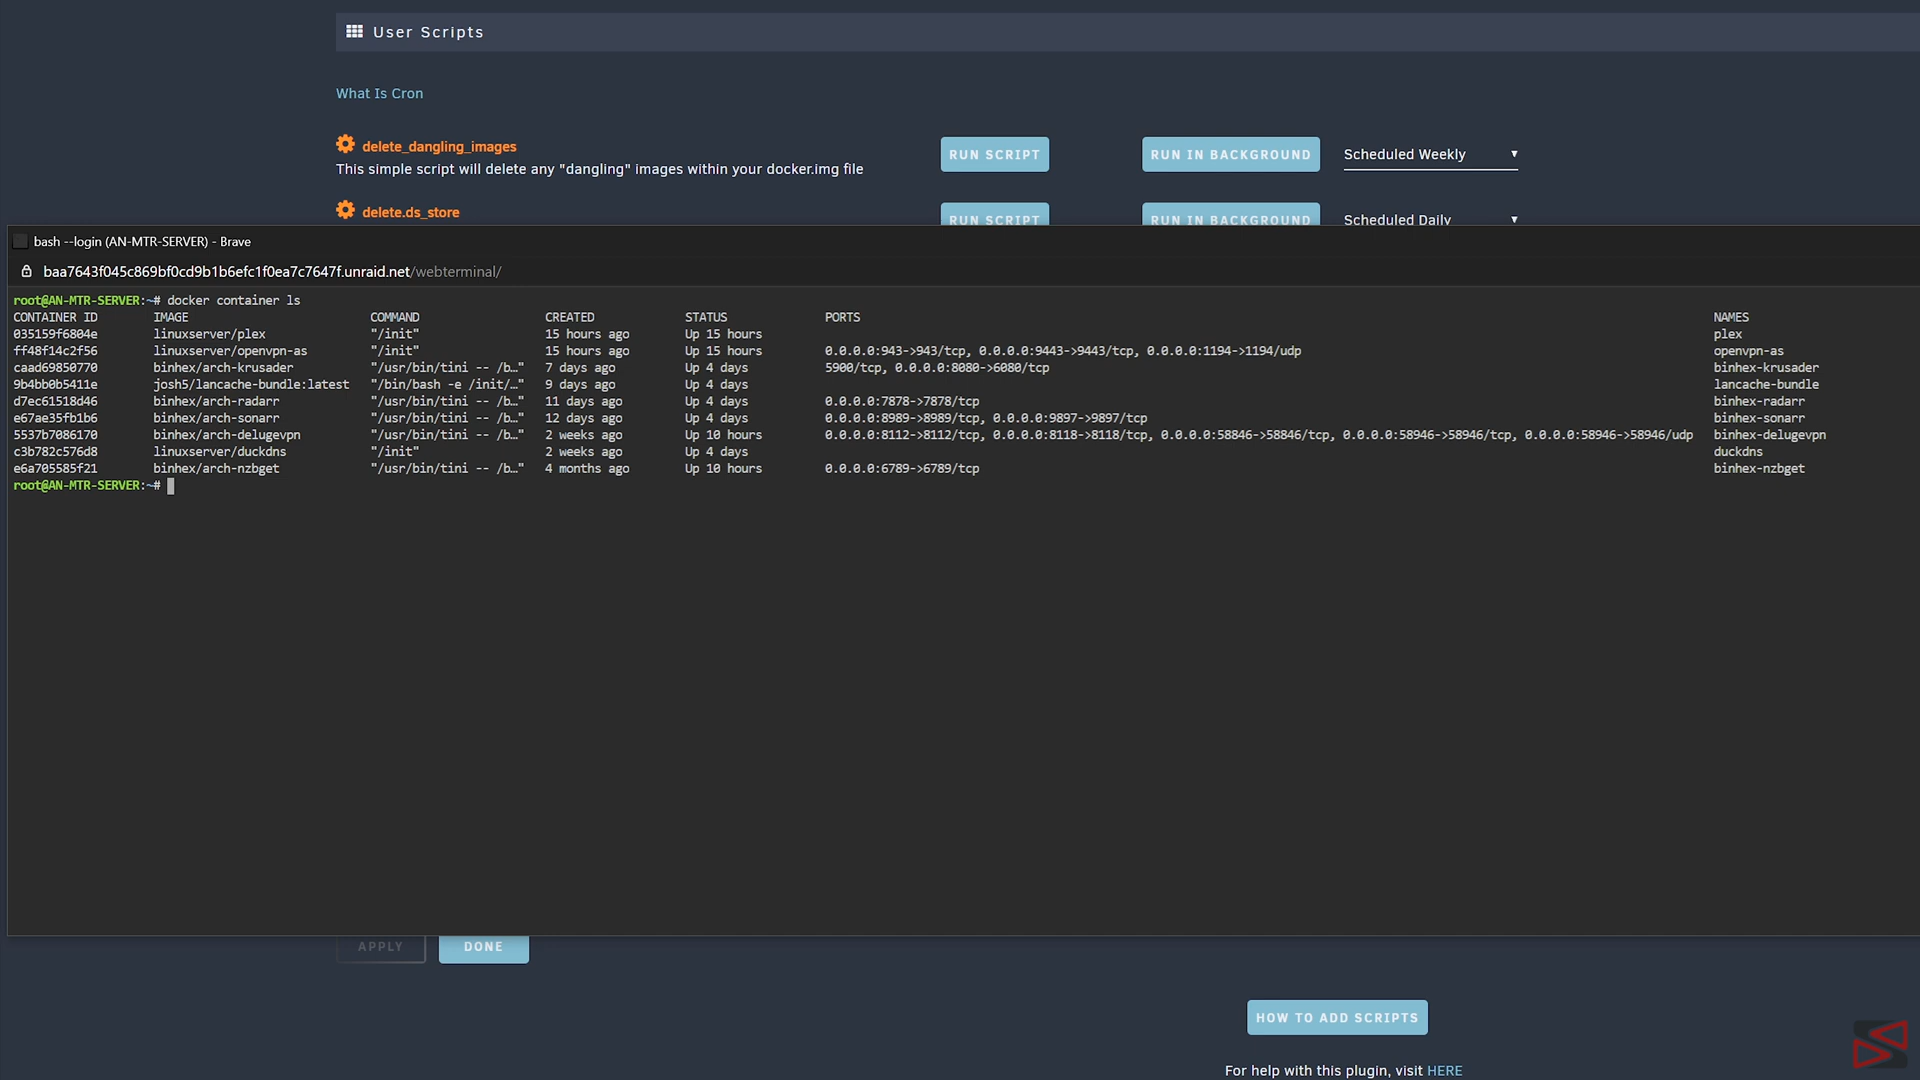 User Scripts
What Is Cron
delete_dangling_images
RUN SCRIPT
RUN IN BACKGROUND
Scheduled Weekly
This simple script will delete any "dangling" images within your docker.img file
delete.ds_store
RUN SCRIPT
RUN IN BACKGROUND
Scheduled Daily
bash --login (AN-MTR-SERVER) - Brave
baa7643f045c869bf0cd9b1b6efc1f0ea7c7647f.unraid.net/webterminal/
root@AN-MTR-SERVER:~# docker container ls
CONTAINER ID IMAGE COMMAND CREATED STATUS PORTS NAMES
035159f6804e linuxserver/plex "/init" 15 hours ago Up 15 hours plex
ff48f14c2f56 linuxserver/openvpn-as "/init" 15 hours ago Up 15 hours 0.0.0.0:943->943/tcp, 0.0.0.0:9443->9443/tcp, 0.0.0.0:1194->1194/udp openvpn-as
caad69850770 binhex/arch-krusader "/usr/bin/tini -- /b…" 7 days ago Up 4 days 5900/tcp, 0.0.0.0:8080->6080/tcp binhex-krusader
9b4bb0b5411e josh5/lancache-bundle:latest "/bin/bash -e /init/…" 9 days ago Up 4 days lancache-bundle
d7ec61518d46 binhex/arch-radarr "/usr/bin/tini -- /b…" 11 days ago Up 4 days 0.0.0.0:7878->7878/tcp binhex-radarr
e67ae35fb1b6 binhex/arch-sonarr "/usr/bin/tini -- /b…" 12 days ago Up 4 days 0.0.0.0:8989->8989/tcp, 0.0.0.0:9897->9897/tcp binhex-sonarr
5537b7086170 binhex/arch-delugevpn "/usr/bin/tini -- /b…" 2 weeks ago Up 10 hours 0.0.0.0:8112->8112/tcp, 0.0.0.0:8118->8118/tcp, 0.0.0.0:58846->58846/tcp, 0.0.0.0:58946->58946/tcp, 0.0.0.0:58946->58946/udp binhex-delugevpn
c3b782c576d8 linuxserver/duckdns "/init" 2 weeks ago Up 4 days duckdns
e6a705585f21 binhex/arch-nzbget "/usr/bin/tini -- /b…" 4 months ago Up 10 hours 0.0.0.0:6789->6789/tcp binhex-nzbget
root@AN-MTR-SERVER:~#
APPLY
DONE
HOW TO ADD SCRIPTS
For help with this plugin, visit HERE